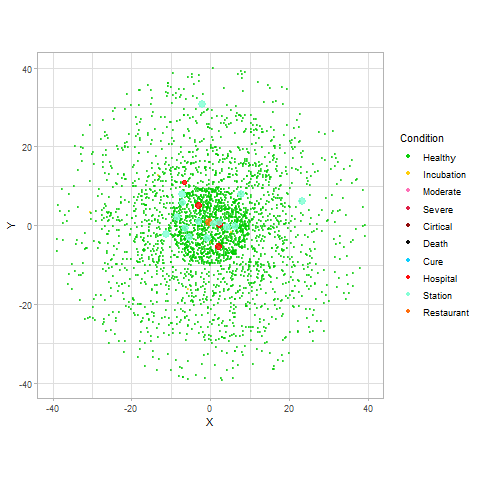 Condition
Healthy
Incubation
Moderate
Severe
Cirtical
Death
Cure
Hospital
Station
Restaurant
Y
40
20
0
-20
-40
-40 -20 0 20 40
X